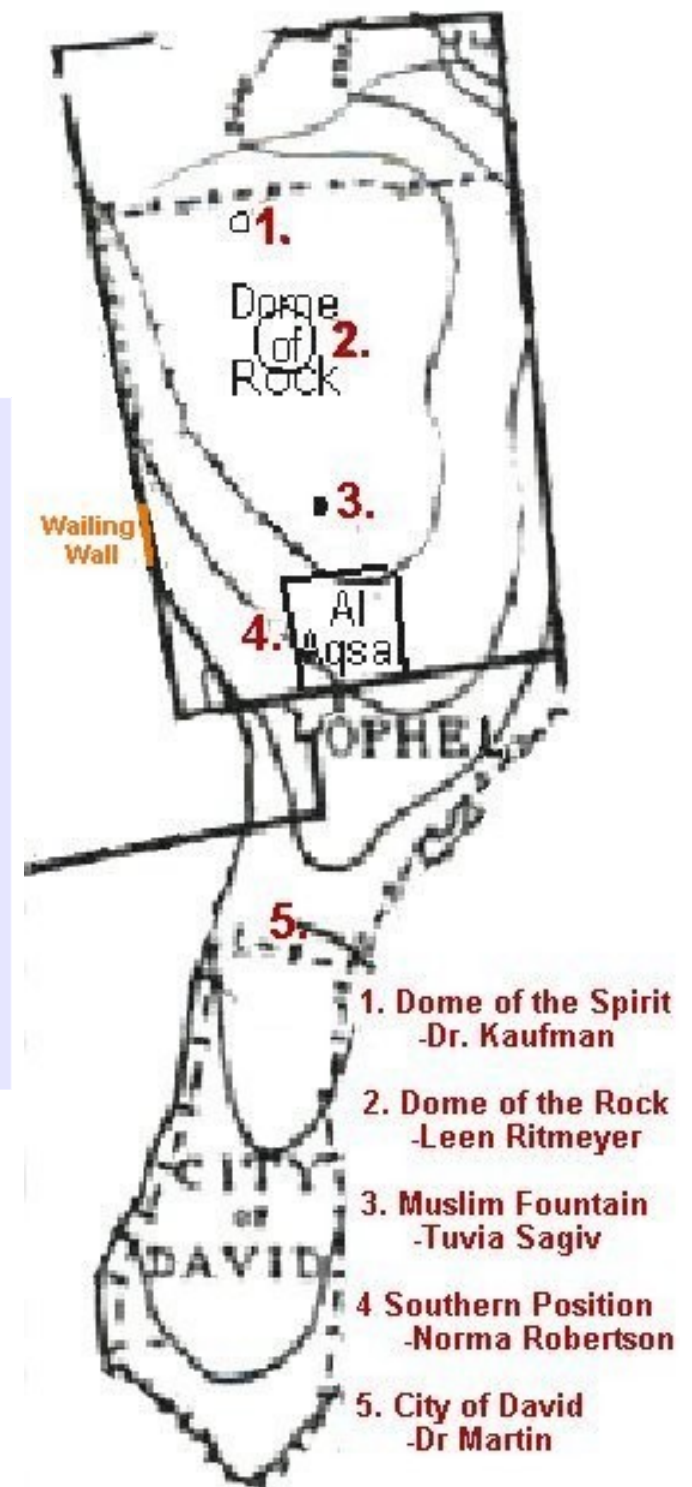 1.
Dome
of
Rock
2.
3.
Wailing
Wall
4.
Al
Aqsa
OPHEL
5.
CITY
of
DAVID
1. Dome of the Spirit
-Dr. Kaufman
2. Dome of the Rock
-Leen Ritmeyer
3. Muslim Fountain
-Tuvia Sagiv
4 Southern Position
-Norma Robertson
5. City of David
-Dr Martin